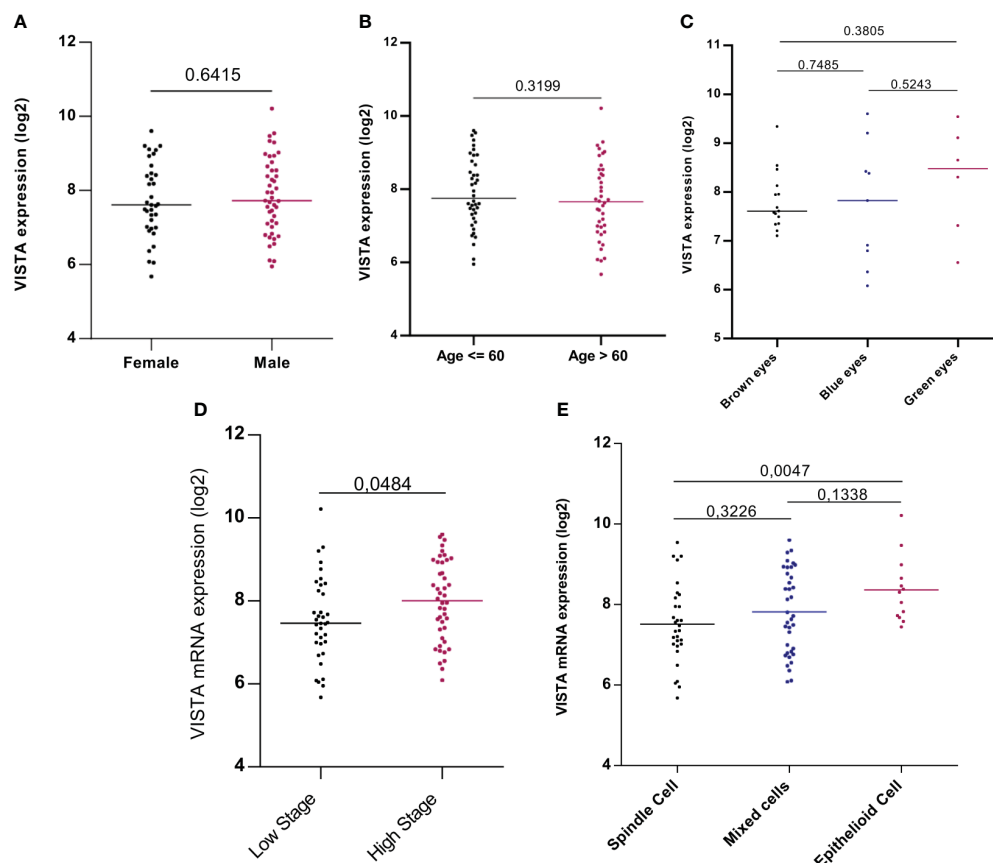 A
VISTA expression (log2)
12
10
8
6
4
0.6415
Female
Male
B
VISTA expression (log2)
12
10
8
6
4
0.3199
Age <= 60
Age > 60
C
VISTA expression (log2)
11
10
9
8
7
6
5
0.3805
0.7485
0.5243
Brown eyes
Blue eyes
Green eyes
D
VISTA mRNA expression (log2)
12
10
8
6
4
0,0484
Low Stage
High Stage
E
VISTA mRNA expression (log2)
12
10
8
6
4
0,0047
0,1338
0,3226
Spindle Cell
Mixed cells
Epithelioid Cell